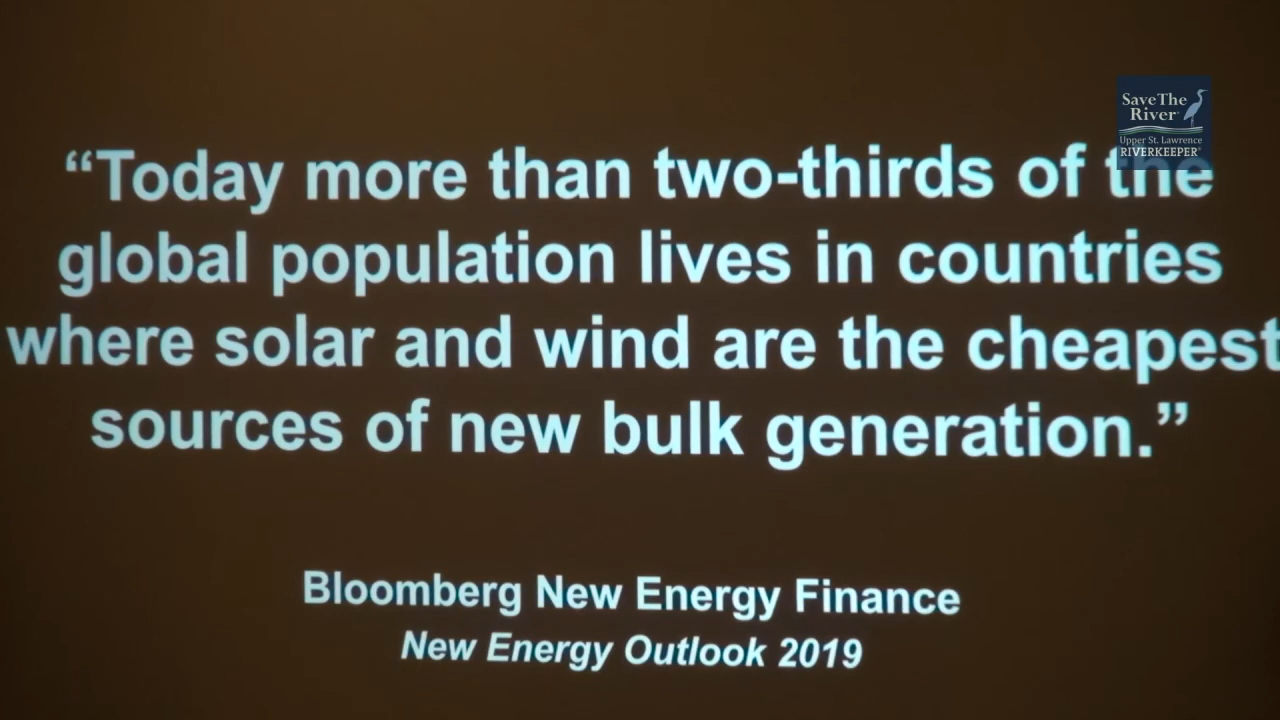 Save The
River
Upper St. Lawrence
RIVERKEEPER®
“Today more than two-thirds of the
global population lives in countries
where solar and wind are the cheapest
sources of new bulk generation.”
Bloomberg New Energy Finance
New Energy Outlook 2019